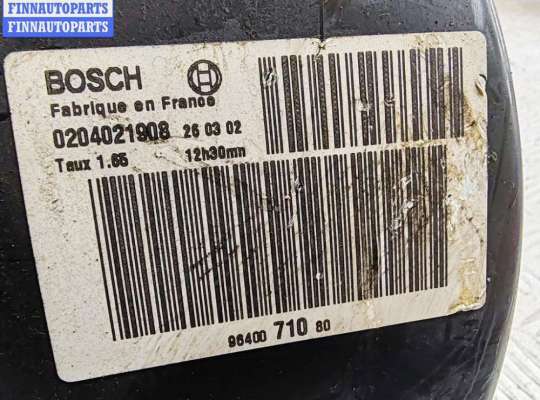 FINNAUTOPARTS
FINNAUTOPARTS
BOSCH
Fabrique en France
0204021908 26 03 02
Taux 1.65 12h30mn
96400 710 80